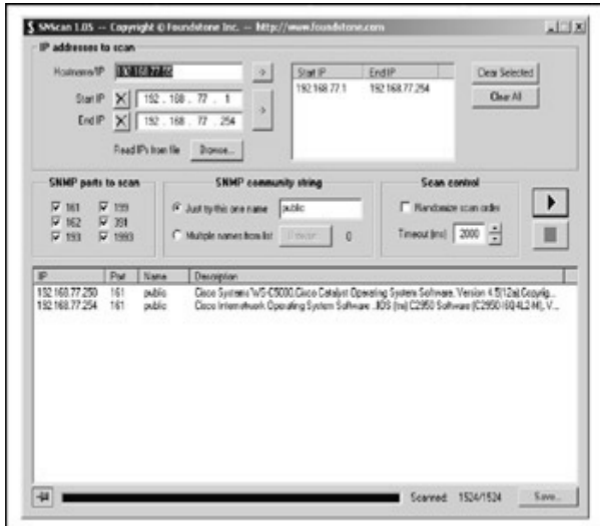 SNScan 1.05 -- Copyright © Foundstone Inc. -- http://www.foundstone.com
IP addresses to scan
Hostname/IP
Start IP X 192 . 168 . 77 . 1
End IP X 192 . 168 . 77 . 254
Read IPs from file Browse...
Start IP End IP
192.168.77.1 192.168.77.254
Clear Selected
Clear All
SNMP ports to scan
161 199
162 391
193 1993
SNMP community string
Just try this one name public
Multiple names from list Browse... 0
Scan control
Randomize scan order
Timeout (ms) 2000
IP Port Name Description
192.168.77.250 161 public Cisco Systems WS-C5000,Cisco Catalyst Operating System Software, Version 4.5(12a) Copyrig...
192.168.77.254 161 public Cisco Internetwork Operating System Software ..IOS (tm) C2950 Software (C2950-I6Q4L2-M), V...
Scanned 1524/1524 Save...